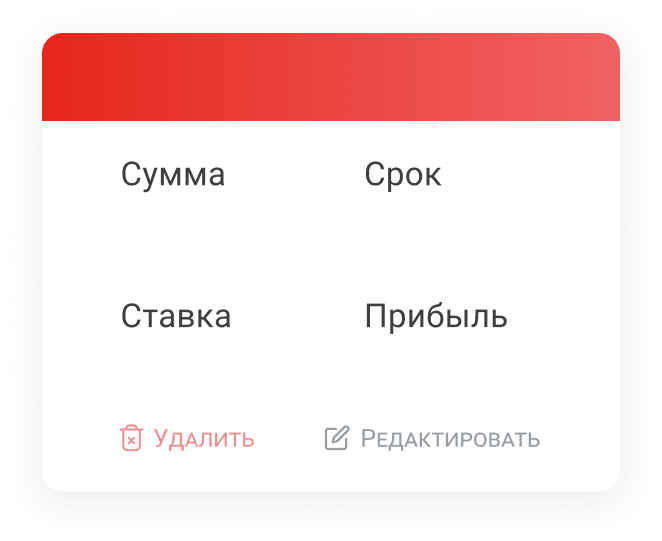 Сумма Срок
Ставка Прибыль
Удалить Редактировать